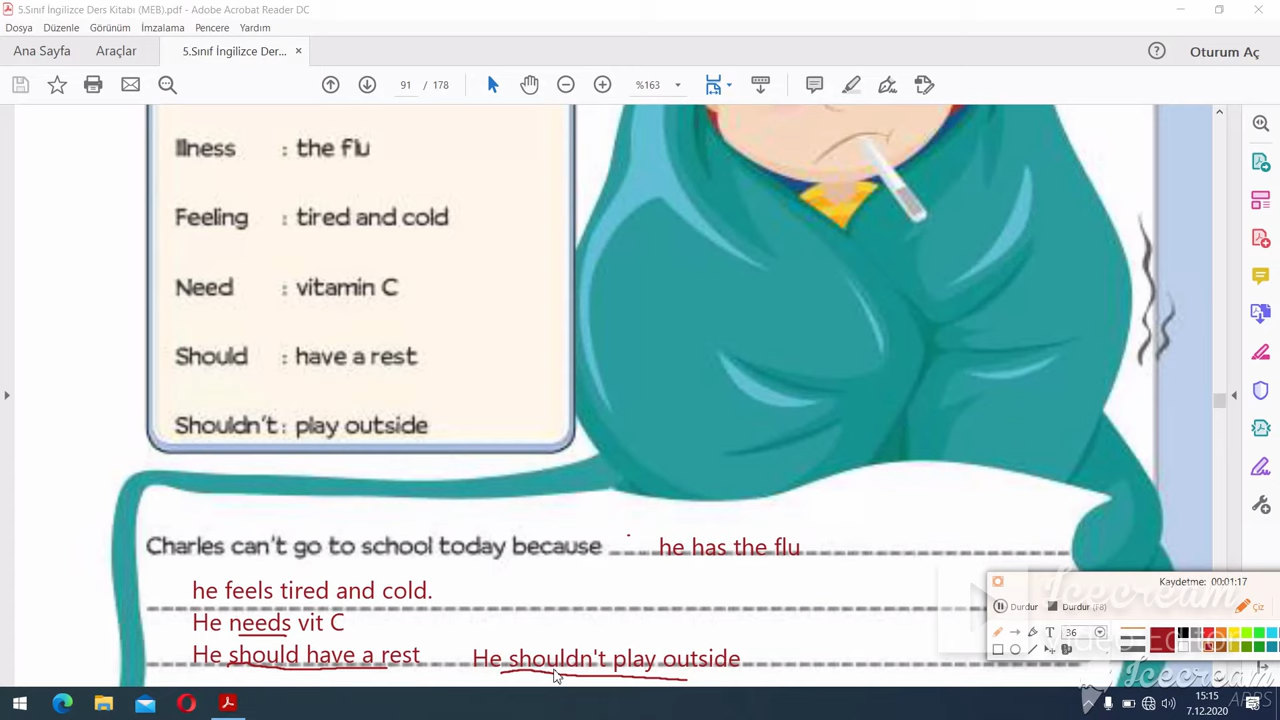 5.Sınıf İngilizce Ders Kitabı (MEB).pdf - Adobe Acrobat Reader DC
Dosya Düzenle Görünüm İmzalama Pencere Yardım
Ana Sayfa Araçlar 5.Sınıf İngilizce Der... × Oturum Aç
91 / 178 %163
Illness : the flu
Feeling : tired and cold
Need : vitamin C
Should : have a rest
Shouldn't : play outside
Charles can't go to school today because he has the flu
he feels tired and cold.
He needs vit C
He should have a rest He shouldn't play outside
Kaydetme: 00:01:17
Durdur Durdur (F8) Çiz
T 36
Icecream
APPS
15:15
7.12.2020